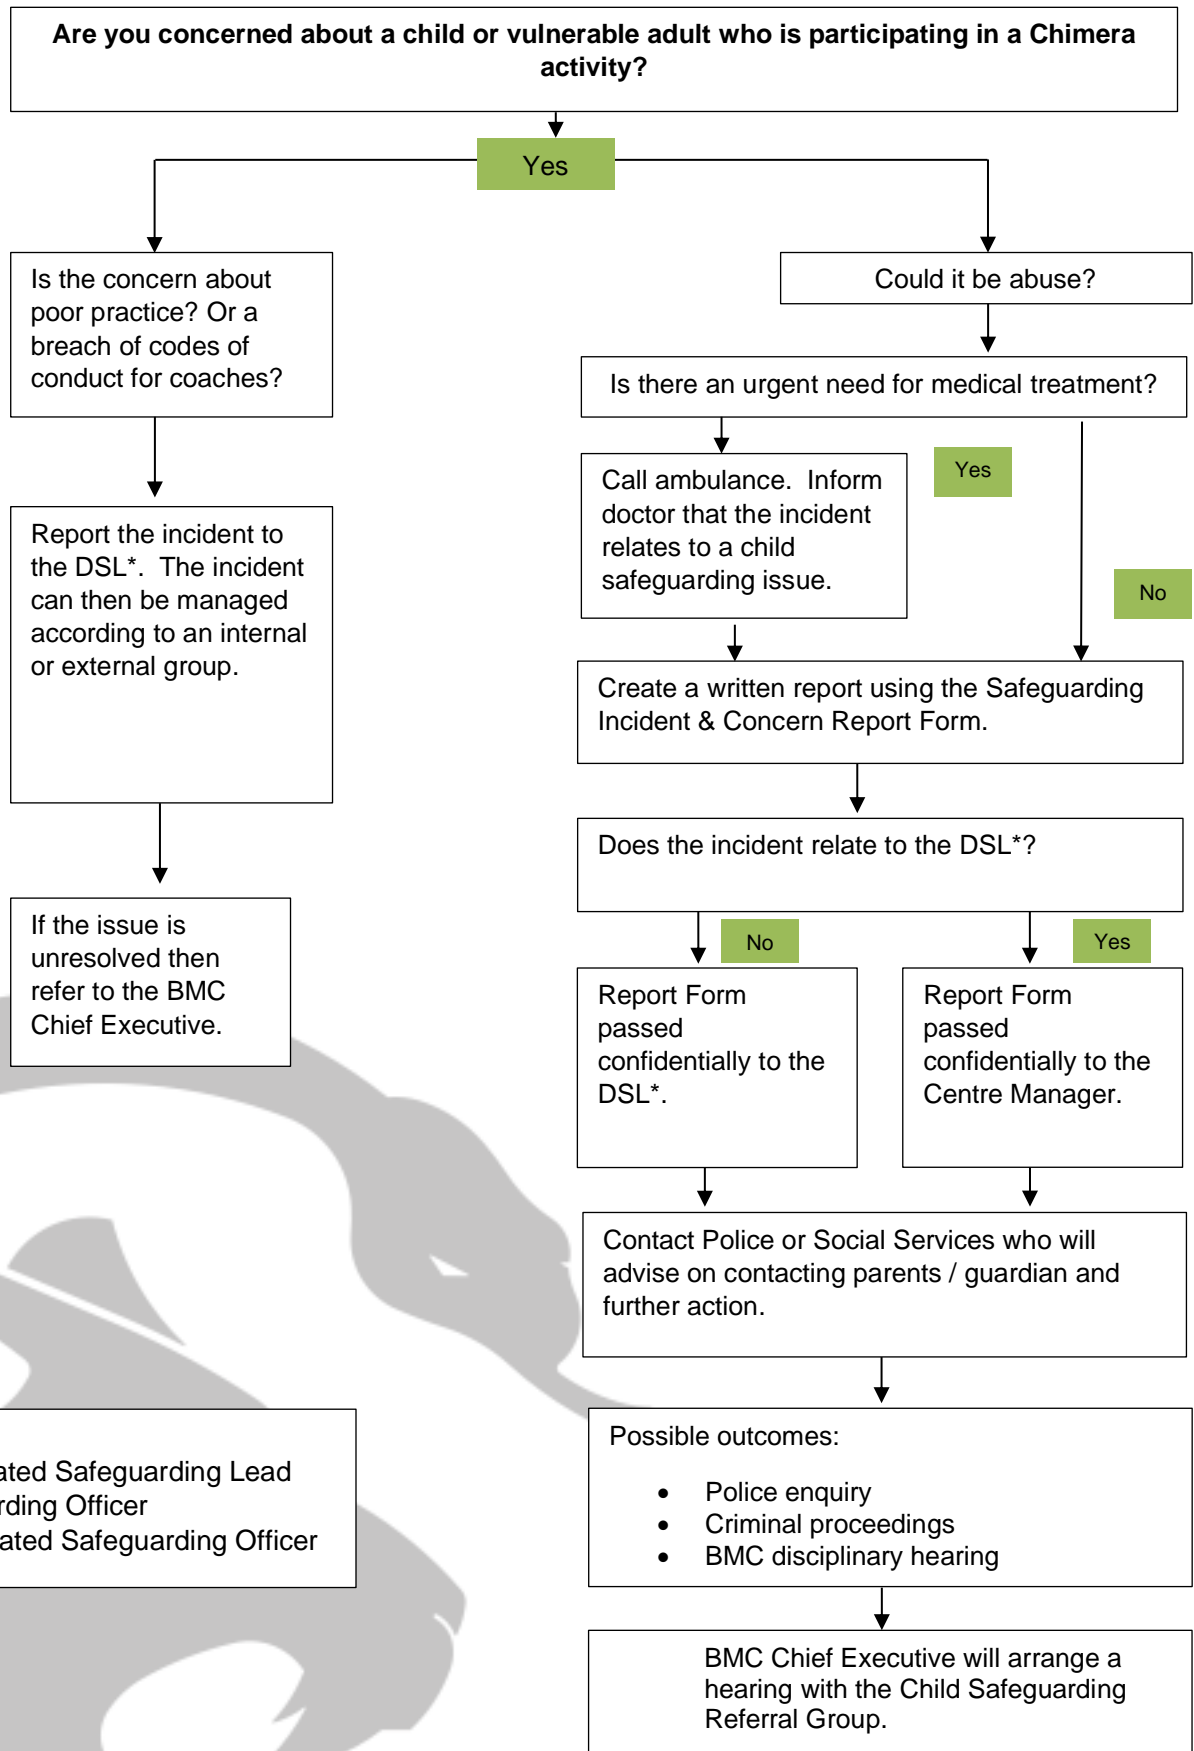 Are you concerned about a child or vulnerable adult who is participating in a Chimera
activity?
Yes
Is the concern about
poor practice? Or a
breach of codes of
conduct for coaches?
Report the incident to
the DSL*.  The incident
can then be managed
according to an internal
or external group.
If the issue is
unresolved then
refer to the BMC
Chief Executive.
Could it be abuse?
Is there an urgent need for medical treatment?
Yes
Call ambulance.  Inform
doctor that the incident
relates to a child
safeguarding issue.
No
Create a written report using the Safeguarding
Incident & Concern Report Form.
Does the incident relate to the DSL*?
No
Yes
Report Form
passed
confidentially to the
DSL*.
Report Form
passed
confidentially to the
Centre Manager.
Contact Police or Social Services who will
advise on contacting parents / guardian and
further action.
Possible outcomes:
• Police enquiry
• Criminal proceedings
• BMC disciplinary hearing
BMC Chief Executive will arrange a
hearing with the Child Safeguarding
Referral Group.
ated Safeguarding Lead
rding Officer
ated Safeguarding Officer